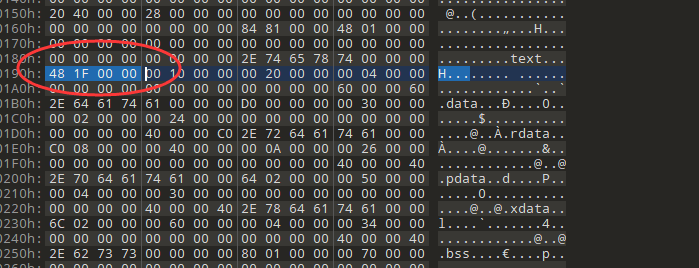 0150h: 20 40 00 00 28 00 00 00 00 00 00 00 00 00 00 00 @..(............
0160h: 00 00 00 00 00 00 00 00 84 81 00 00 48 01 00 00 ........„...H...
0170h: 00 00 00 00 00 00 00 00 00 00 00 00 00 00 00 00 ................
0180h: 00 00 00 00 00 00 00 00 2E 74 65 78 74 00 00 00 .........text...
0190h: 48 1F 00 00 00 10 00 00 00 20 00 00 00 04 00 00 H........ ......
01A0h: 00 00 00 00 00 00 00 00 00 00 00 00 60 00 00 60 ............`..`
01B0h: 2E 64 61 74 61 00 00 00 D0 00 00 00 00 30 00 00 .data...Ð....0..
01C0h: 00 02 00 00 00 24 00 00 00 00 00 00 00 00 00 00 .....$..........
01D0h: 00 00 00 00 40 00 00 C0 2E 72 64 61 74 61 00 00 ....@..À.rdata..
01E0h: C0 08 00 00 00 40 00 00 00 0A 00 00 00 26 00 00 À....@.......&..
01F0h: 00 00 00 00 00 00 00 00 00 00 00 00 40 00 00 40 ............@..@
0200h: 2E 70 64 61 74 61 00 00 64 02 00 00 00 50 00 00 .pdata..d....P..
0210h: 00 04 00 00 00 30 00 00 00 00 00 00 00 00 00 00 .....0..........
0220h: 00 00 00 00 40 00 00 40 2E 78 64 61 74 61 00 00 ....@..@.xdata..
0230h: 6C 02 00 00 00 60 00 00 00 04 00 00 00 34 00 00 l....`.......4..
0240h: 00 00 00 00 00 00 00 00 00 00 00 00 40 00 00 40 ............@..@
0250h: 2E 62 73 73 00 00 00 00 80 01 00 00 00 70 00 00 .bss....€....p..